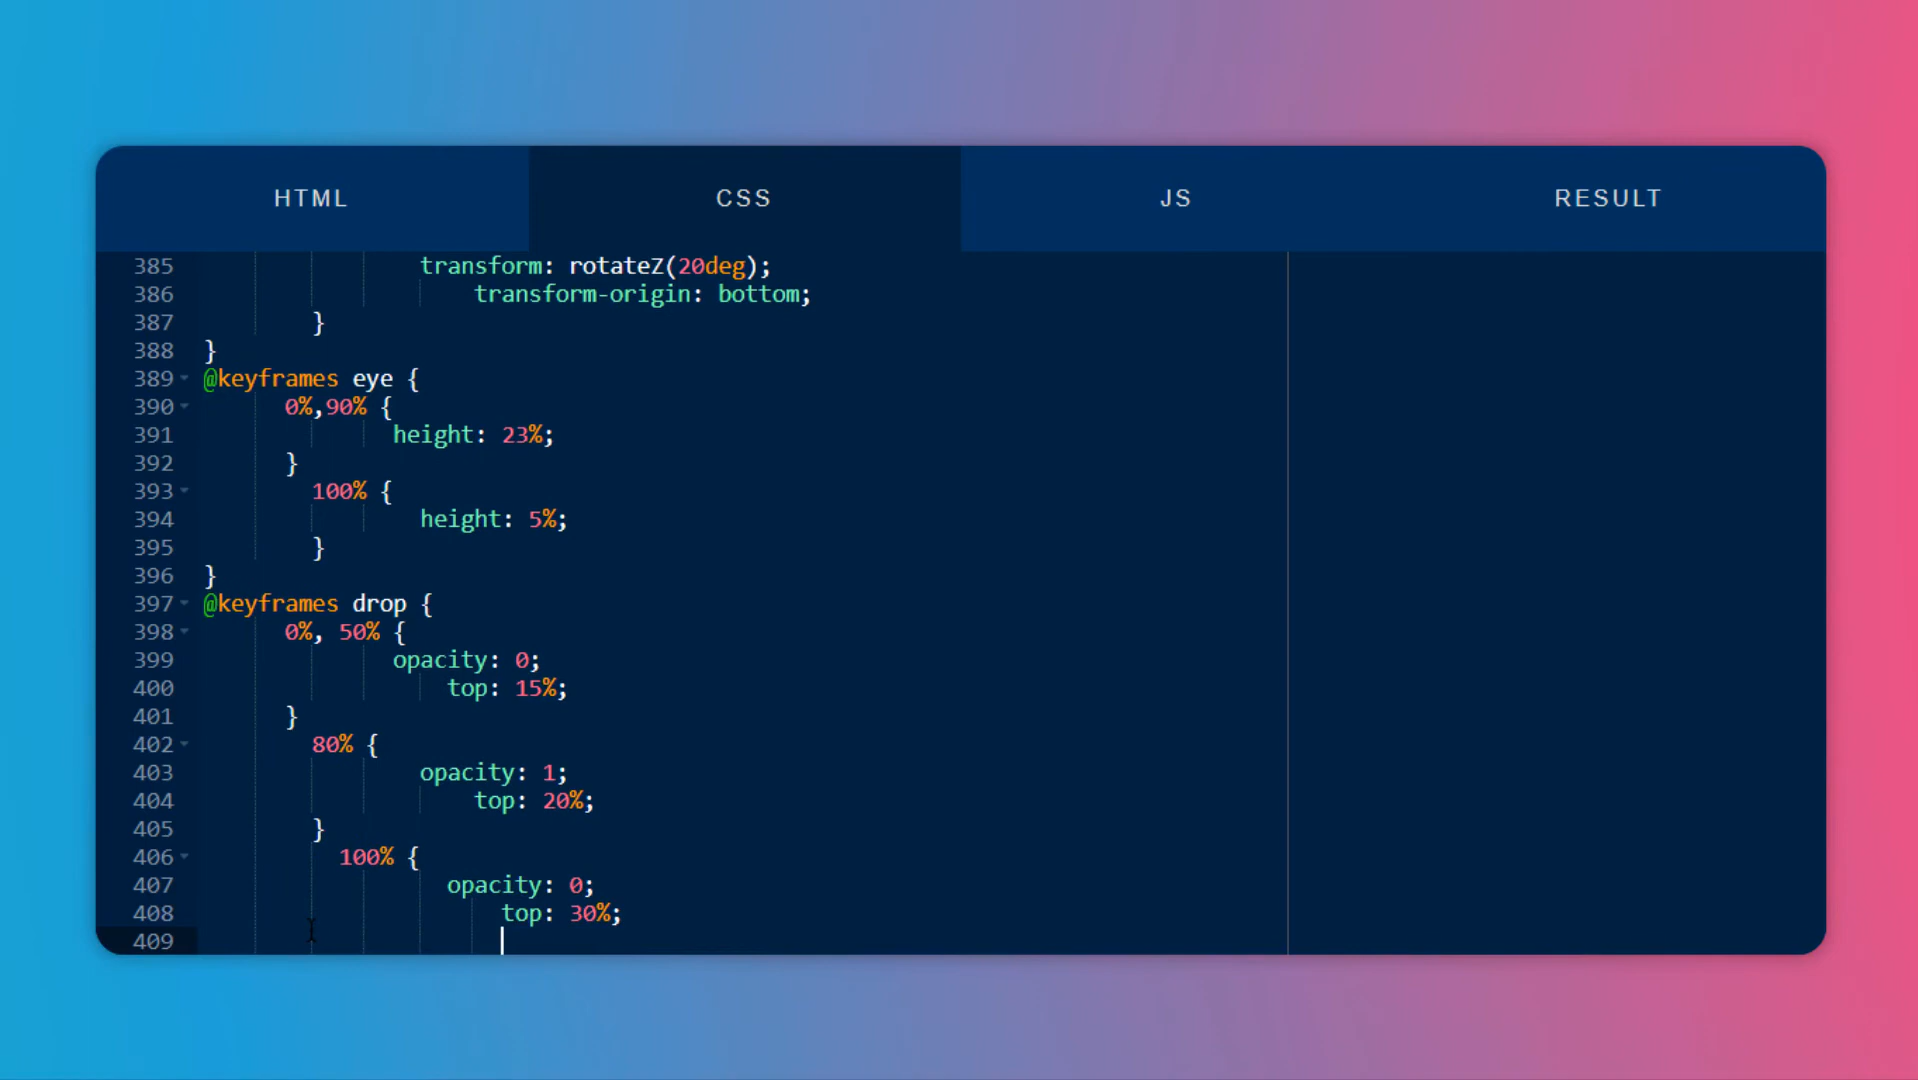 HTML CSS JS RESULT
385 transform: rotateZ(20deg);
386 transform-origin: bottom;
387 }
388 }
389 @keyframes eye {
390 0%,90% {
391 height: 23%;
392 }
393 100% {
394 height: 5%;
395 }
396 }
397 @keyframes drop {
398 0%, 50% {
399 opacity: 0;
400 top: 15%;
401 }
402 80% {
403 opacity: 1;
404 top: 20%;
405 }
406 100% {
407 opacity: 0;
408 top: 30%;
409